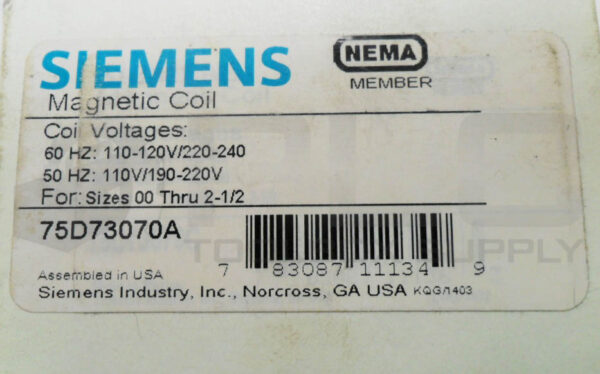 SIEMENS
NEMA
MEMBER
Magnetic Coil
Coil Voltages:
60 HZ: 110-120V/220-240
50 HZ: 110V/190-220V
For: Sizes 00 Thru 2-1/2
75D73070A
7 83087 11134 9
Assembled in USA
Siemens Industry, Inc., Norcross, GA USA KQG/1403
SUPPLY